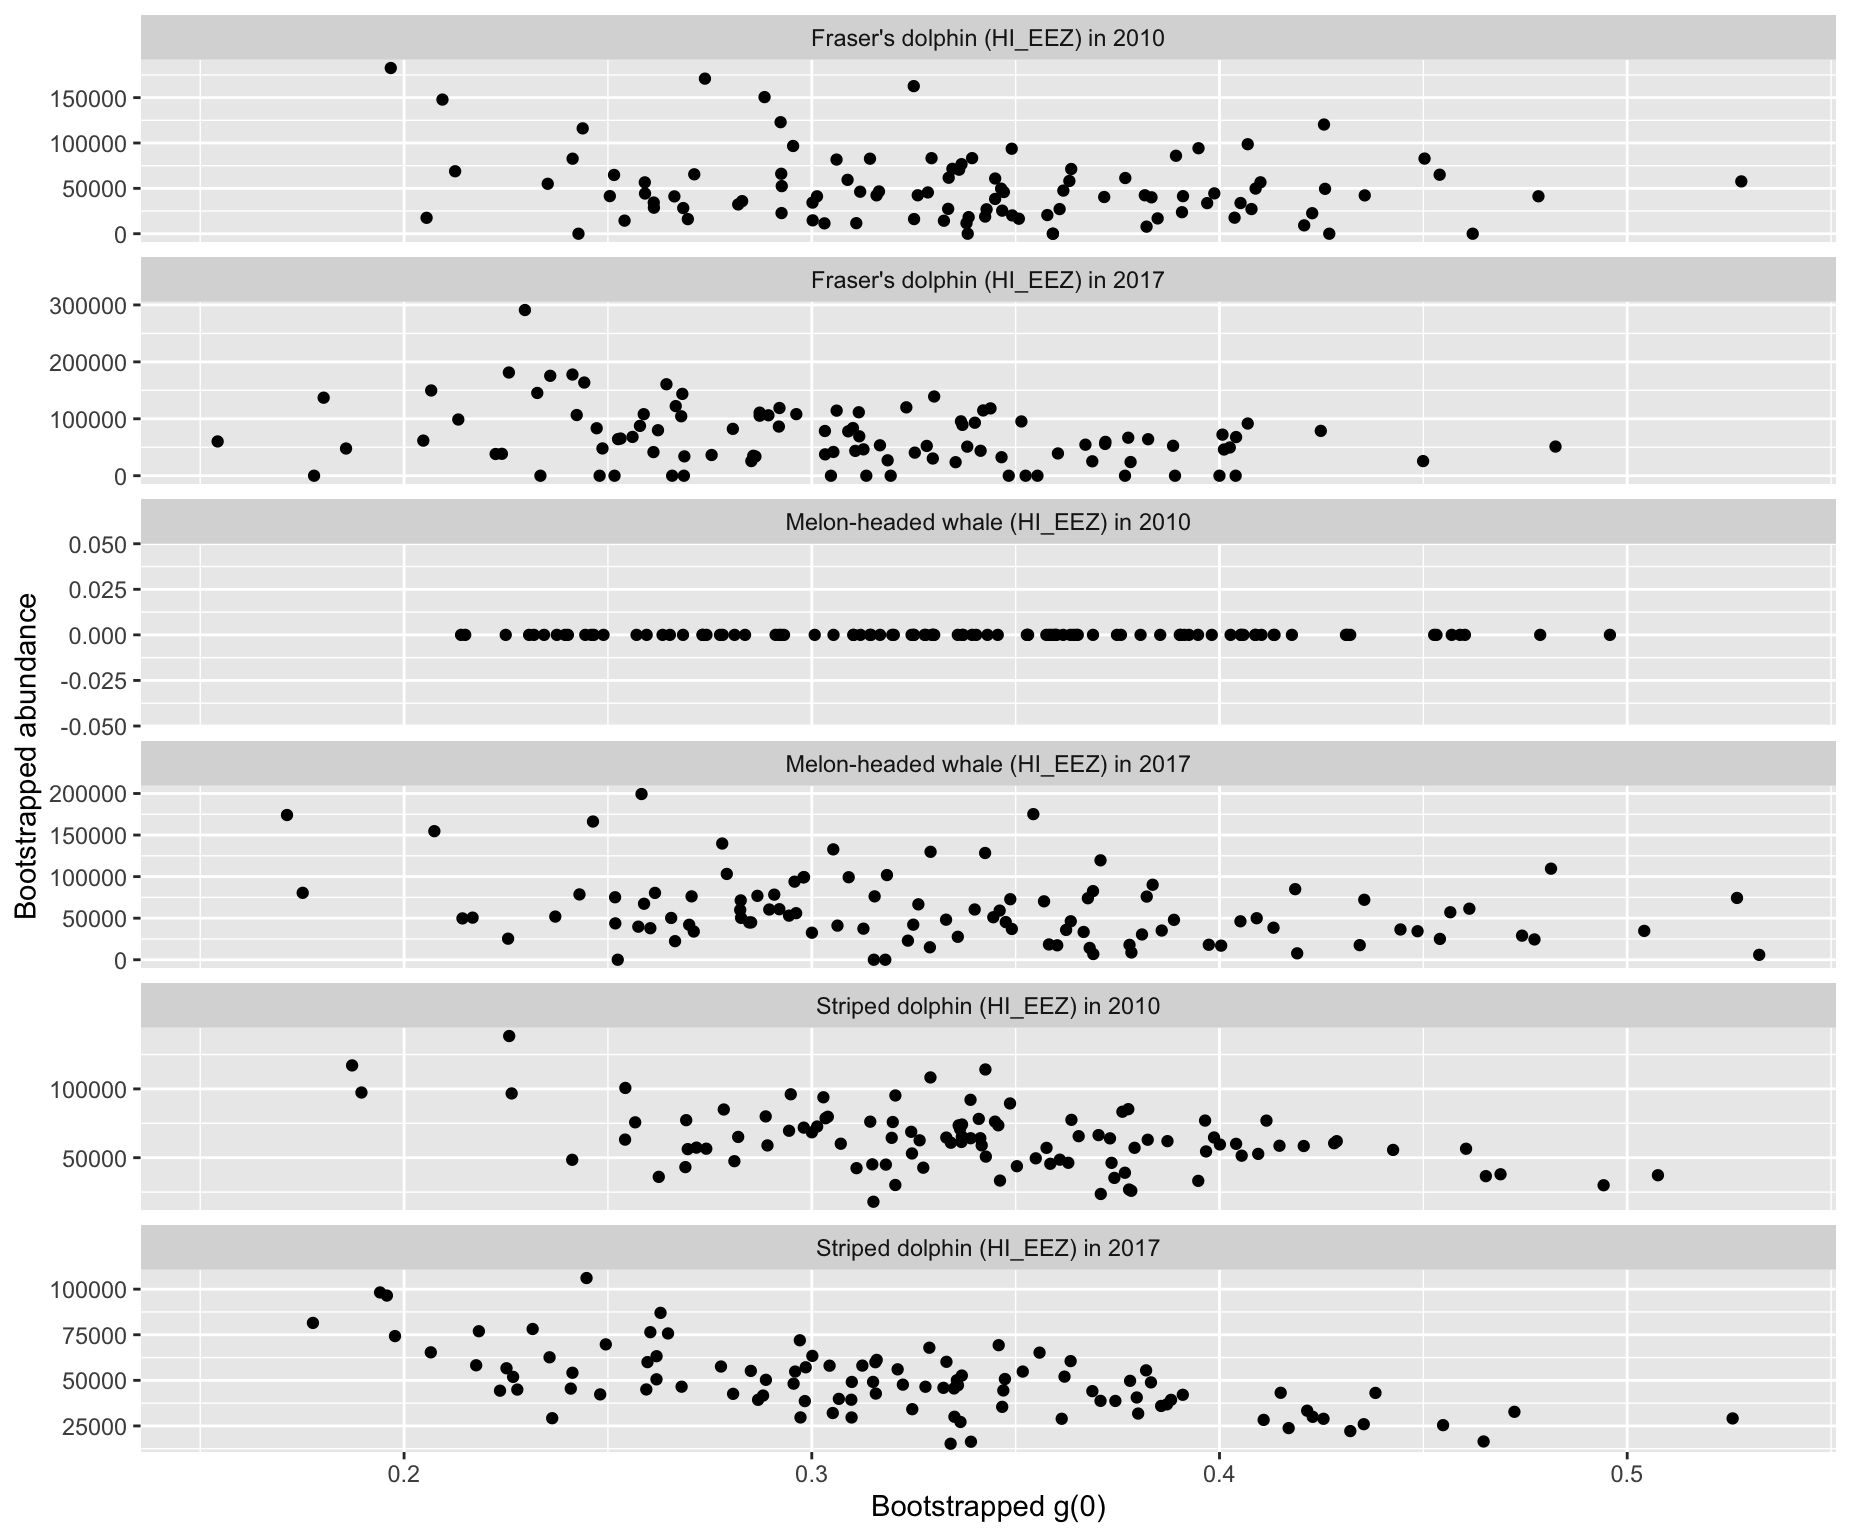 Fraser's dolphin (HI_EEZ) in 2010
150000
100000
50000
0
Fraser's dolphin (HI_EEZ) in 2017
300000
200000
100000
0
Melon-headed whale (HI_EEZ) in 2010
0.050
0.025
0.000
-0.025
-0.050
Melon-headed whale (HI_EEZ) in 2017
200000
150000
100000
50000
0
Striped dolphin (HI_EEZ) in 2010
100000
50000
Striped dolphin (HI_EEZ) in 2017
100000
75000
50000
25000
0.2 0.3 0.4 0.5
Bootstrapped g(0)
Bootstrapped abundance